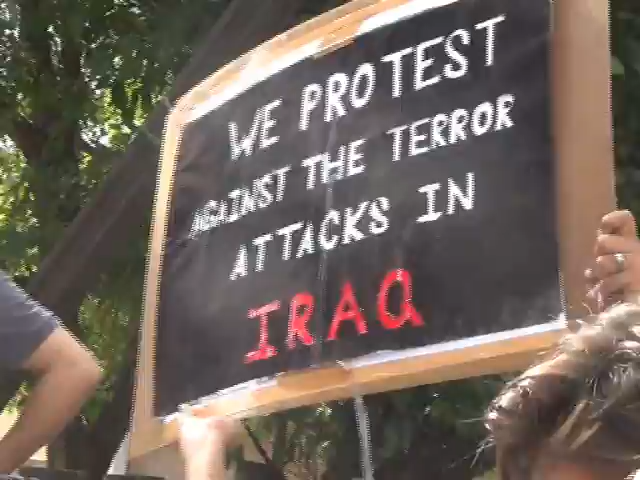 WE PROTEST
AGAINST THE TERROR
ATTACKS IN
IRAQ